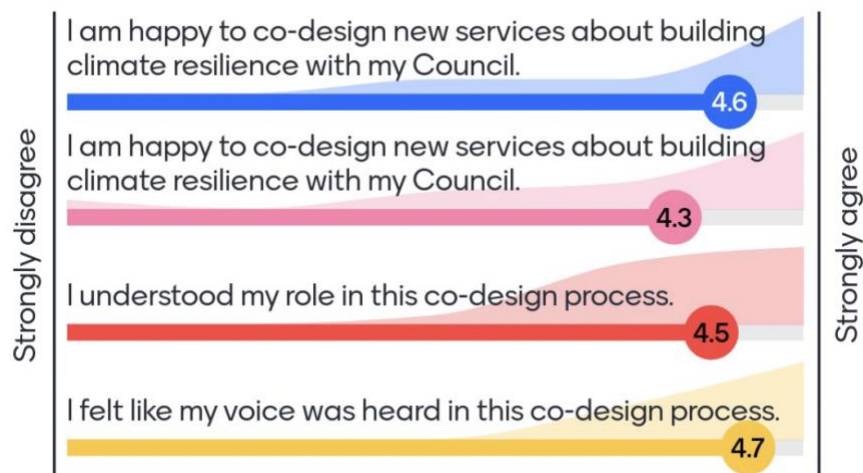 Strongly disagree
I am happy to co-design new services about building
climate resilience with my Council.
4.6
I am happy to co-design new services about building
climate resilience with my Council.
4.3
I understood my role in this co-design process.
4.5
I felt like my voice was heard in this co-design process.
4.7
Strongly agree